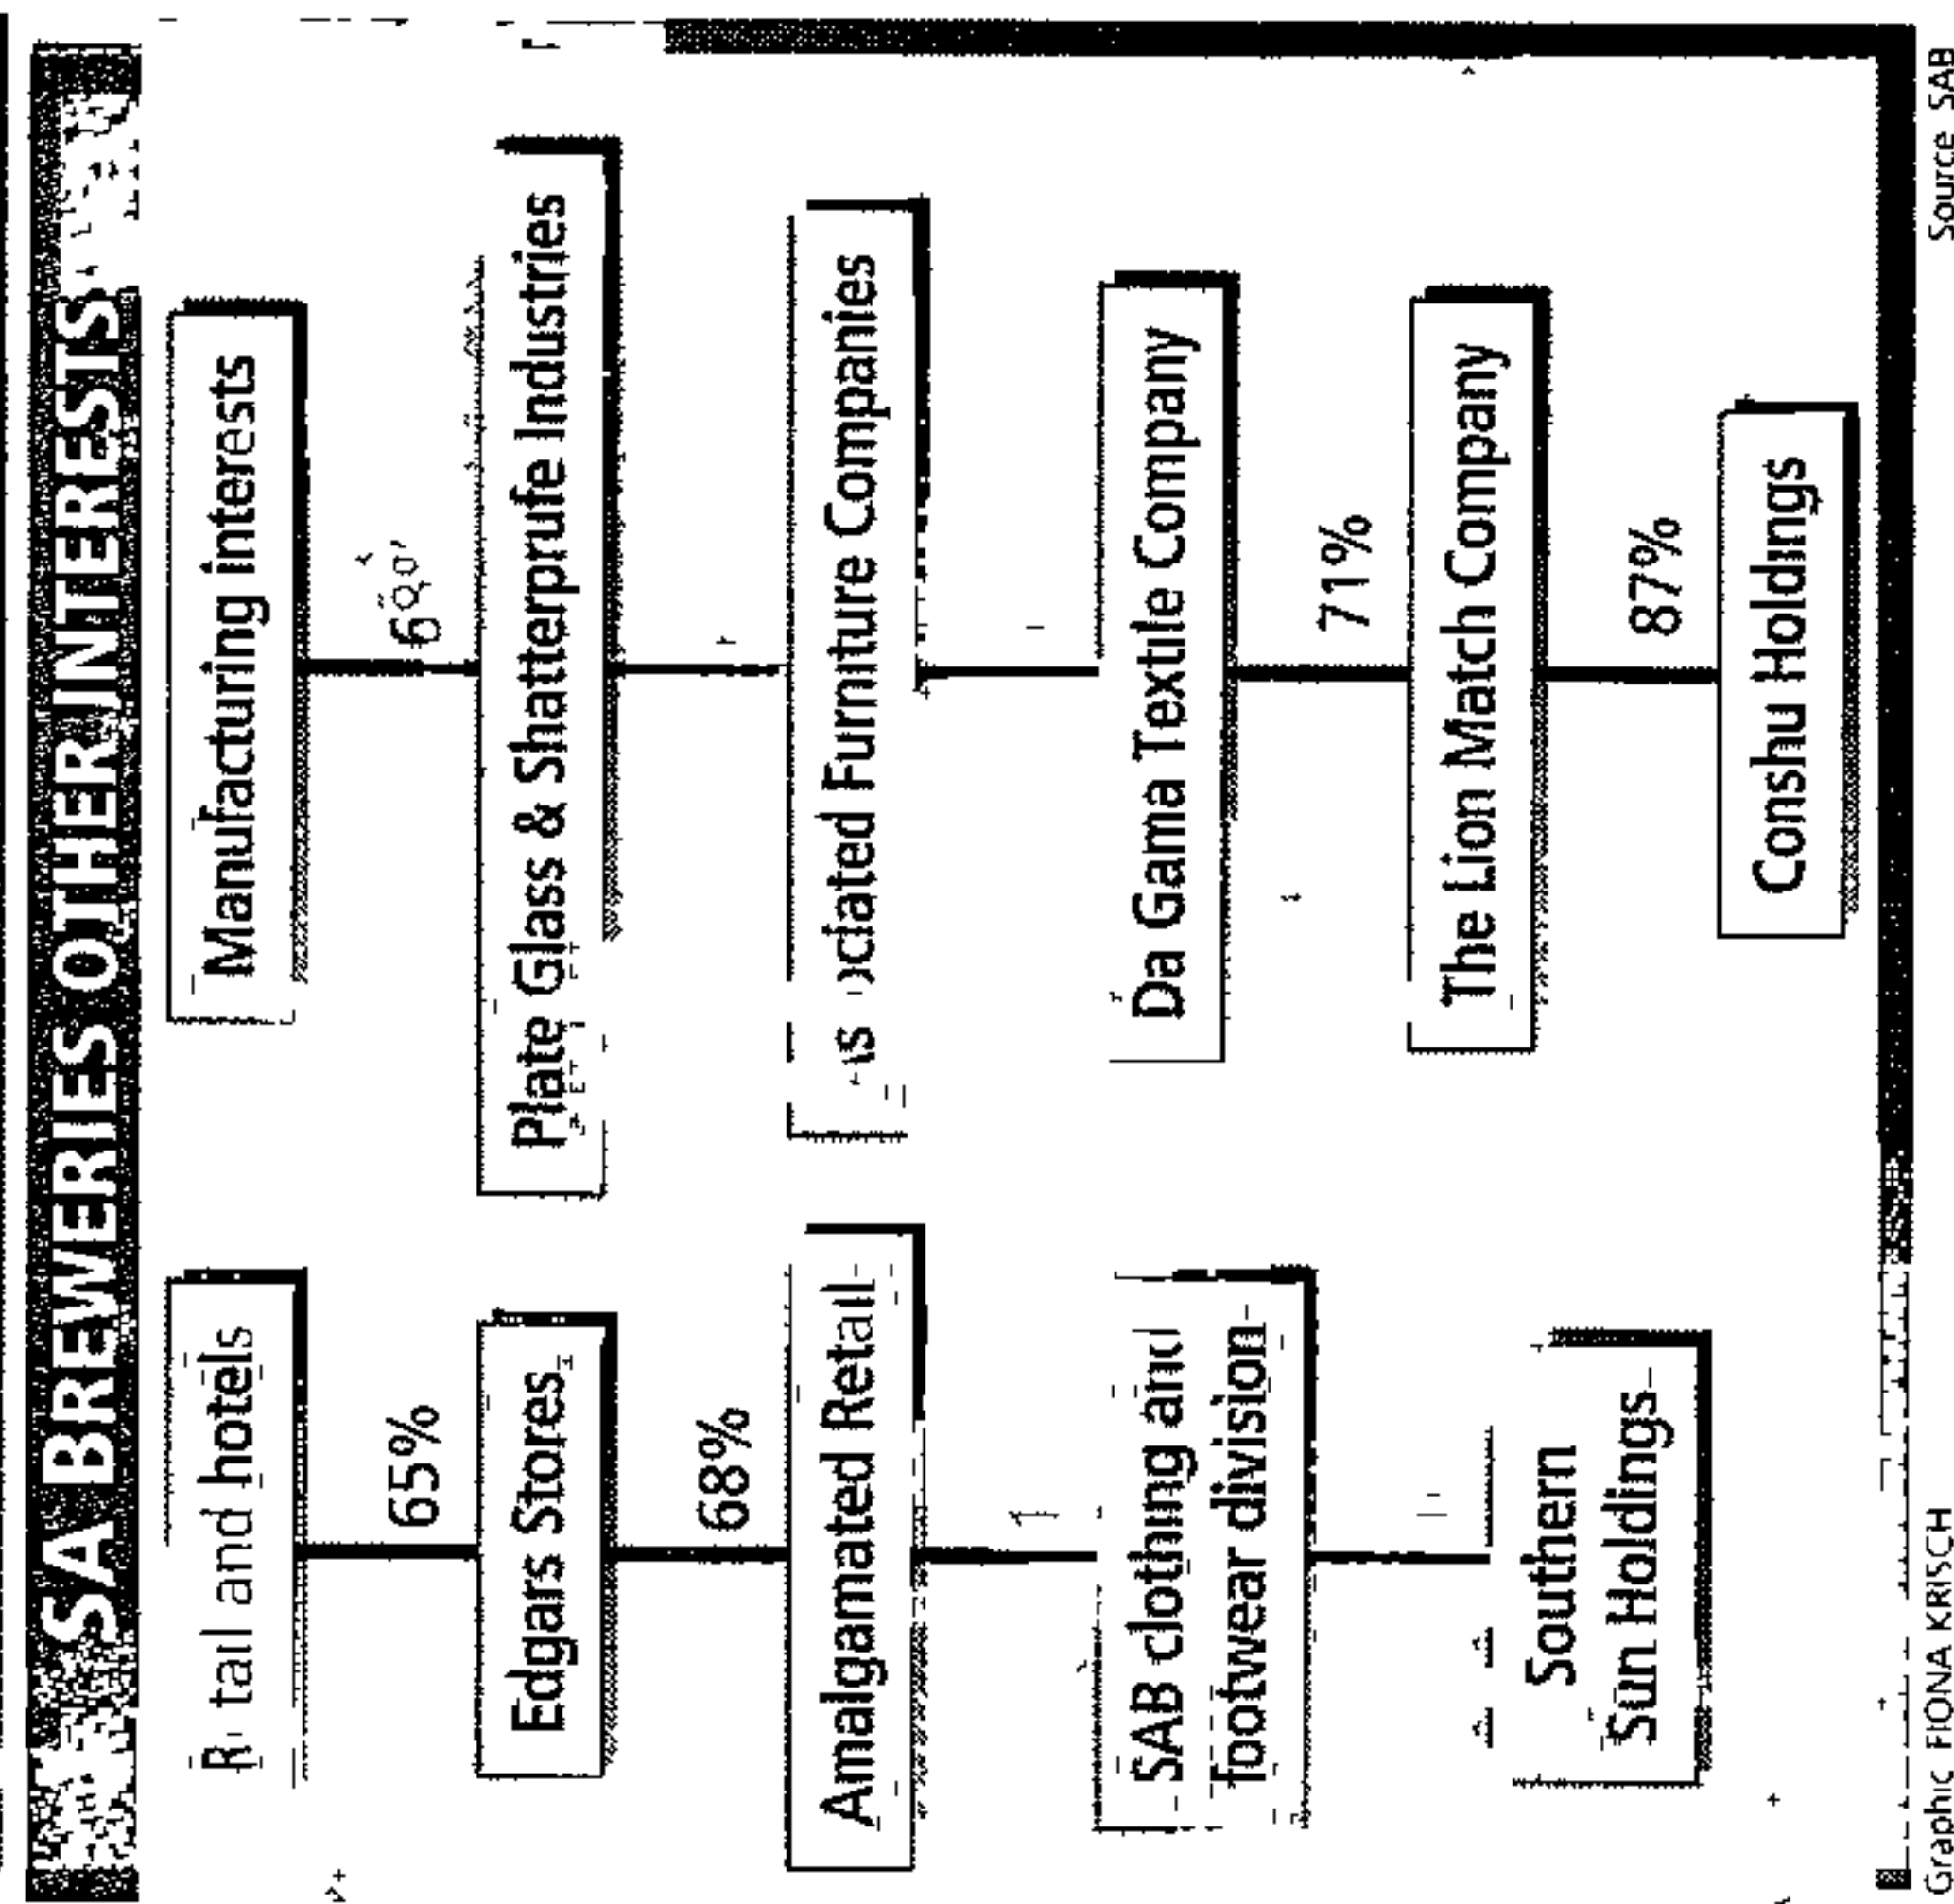 SA BREWERIES OTHER INTERESTS
Retail and hotels
65%
Edgars Stores
68%
Amalgamated Retail
SAB clothing and
footwear division
Southern
Sun Holdings
Manufacturing interests
Plate Glass & Shatterprufe Industries
Associated Furniture Companies
Da Gama Textile Company
71%
The Lion Match Company
87%
Conshu Holdings
Graphic FIONA KRISCH
Source SAB